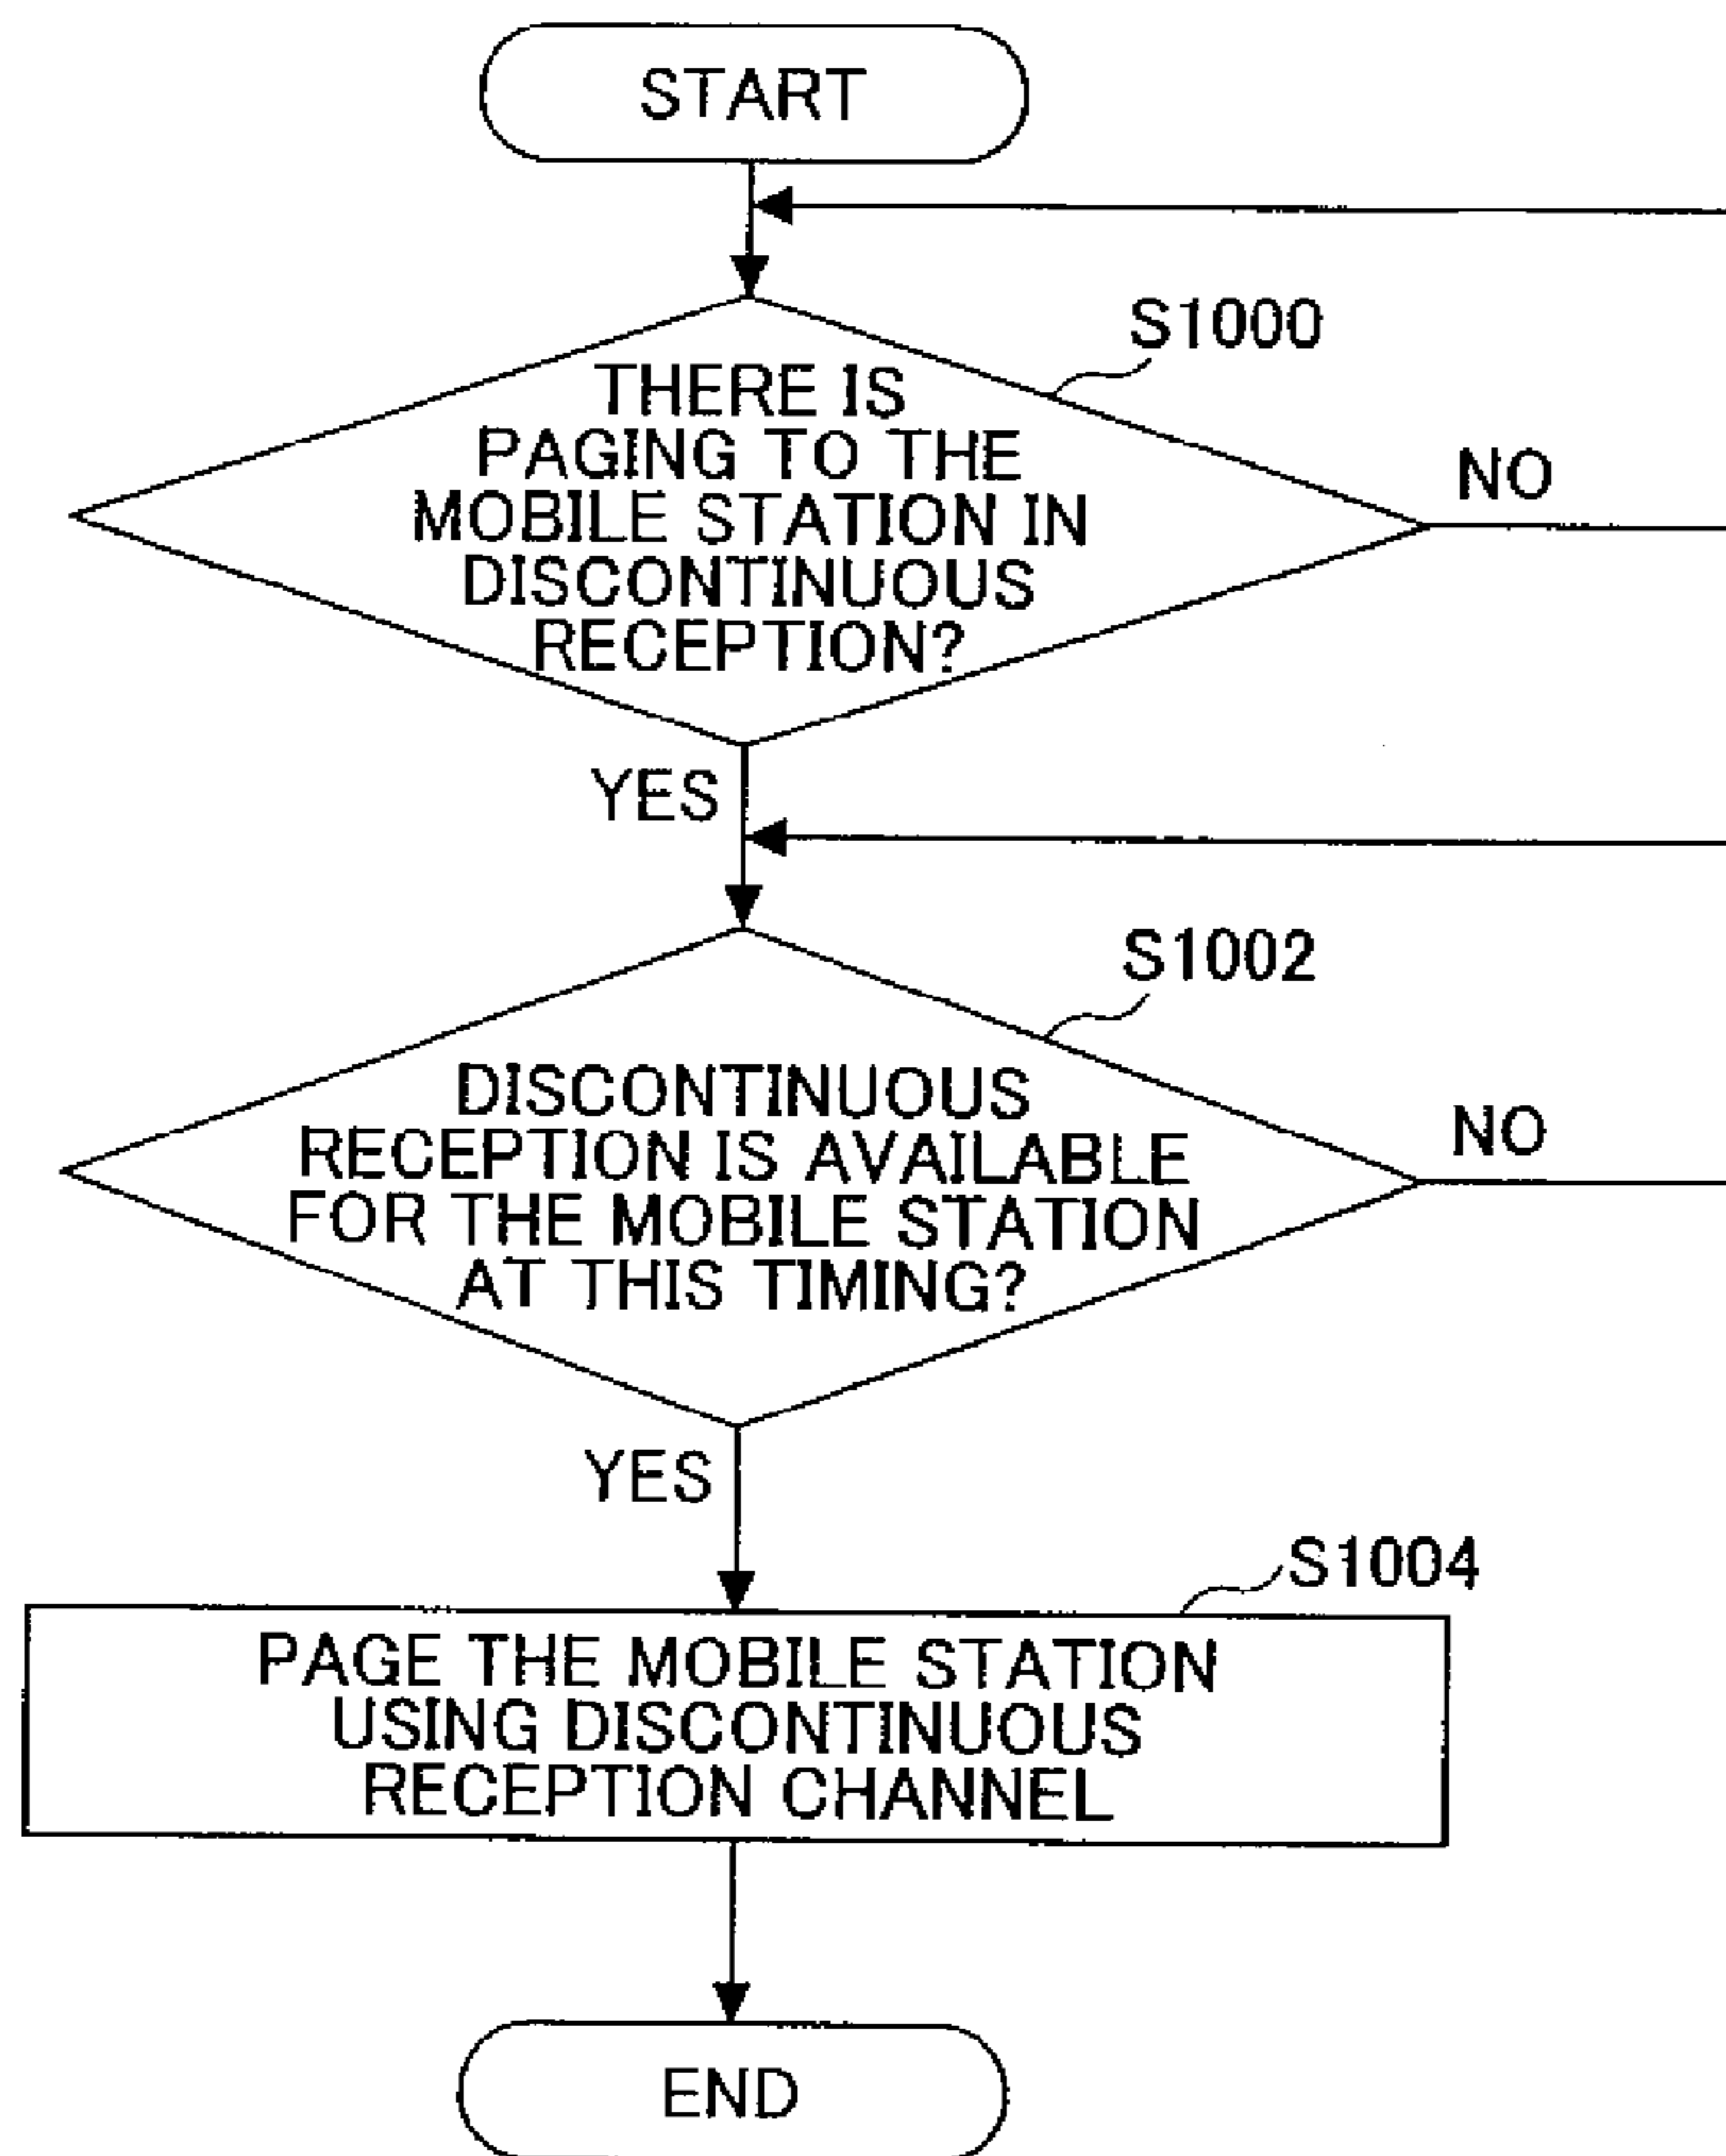 START
S1000
THERE IS
PAGING TO THE
MOBILE STATION IN
DISCONTINUOUS
RECEPTION?
NO
YES
S1002
DISCONTINUOUS
RECEPTION IS AVAILABLE
FOR THE MOBILE STATION
AT THIS TIMING?
NO
YES
S1004
PAGE THE MOBILE STATION
USING DISCONTINUOUS
RECEPTION CHANNEL
END